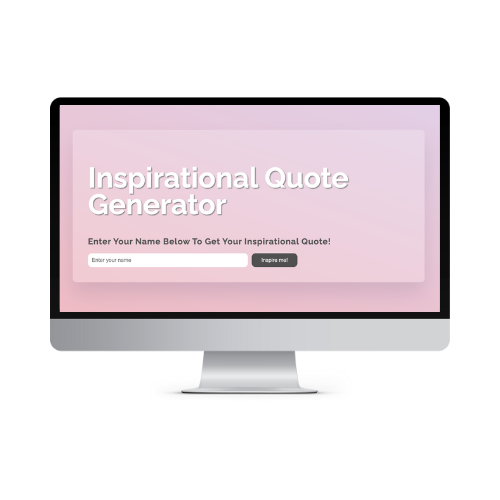 Inspirational Quote
Generator
Enter Your Name Below To Get Your Inspirational Quote!
Enter your name
Inspire me!